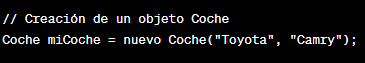 // Creación de un objeto Coche
Coche miCoche = nuevo Coche("Toyota", "Camry");